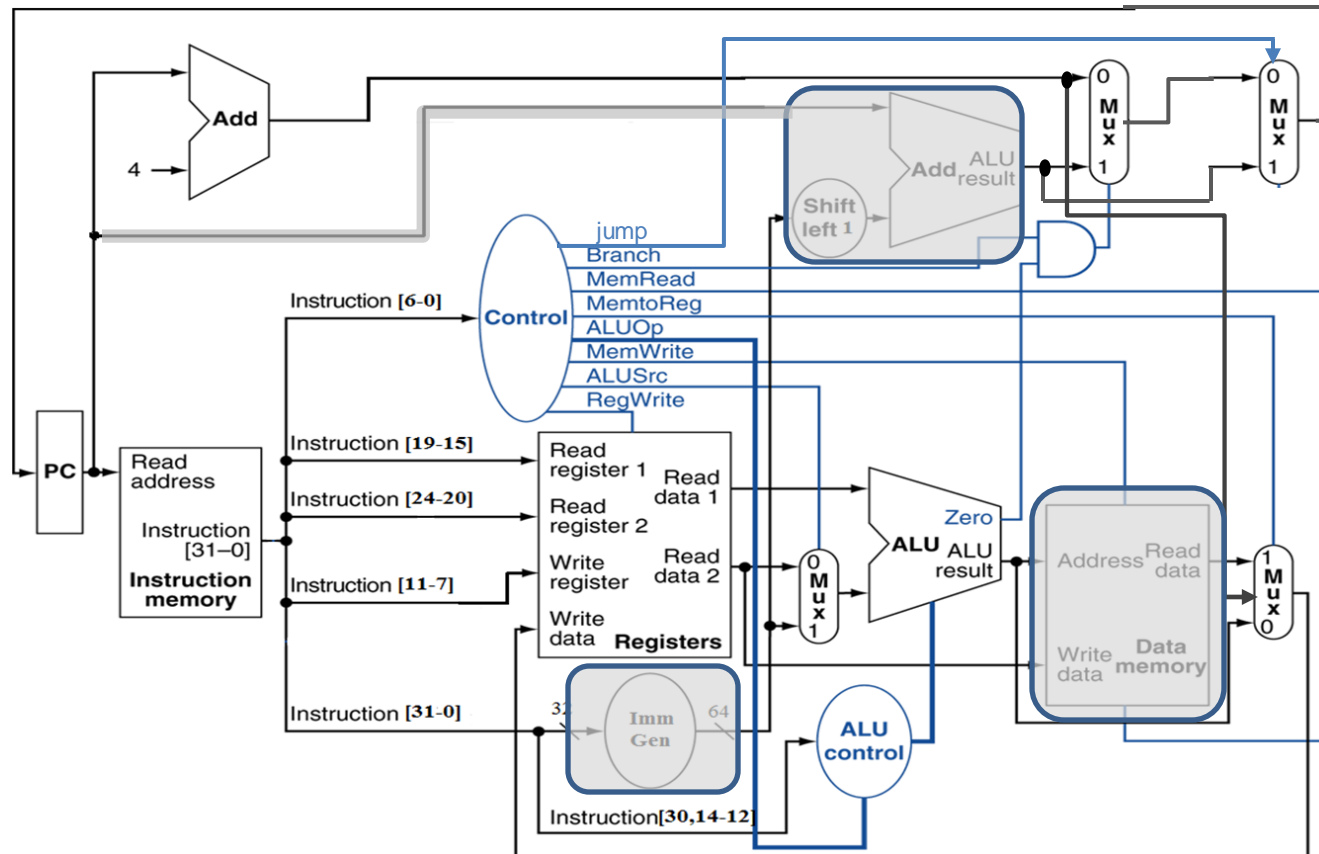 Add
4
0
Mux
1
0
Mux
1
Add
ALU
result
Shift
left 1
jump
Branch
MemRead
MemtoReg
ALUOp
MemWrite
ALUSrc
RegWrite
Control
Instruction [6-0]
Instruction [19-15]
Instruction [24-20]
Instruction [11-7]
Instruction [31-0]
PC
Read
address
Instruction
[31–0]
Instruction
memory
Read
register 1
Read
register 2
Write
register
Write
data
Read
data 1
Read
data 2
Registers
0
Mux
1
Zero
ALU
ALU
result
Address
Read
data
Write
data
Data
memory
1
Mux
0
32
Imm
Gen
64
ALU
control
Instruction[30,14-12]